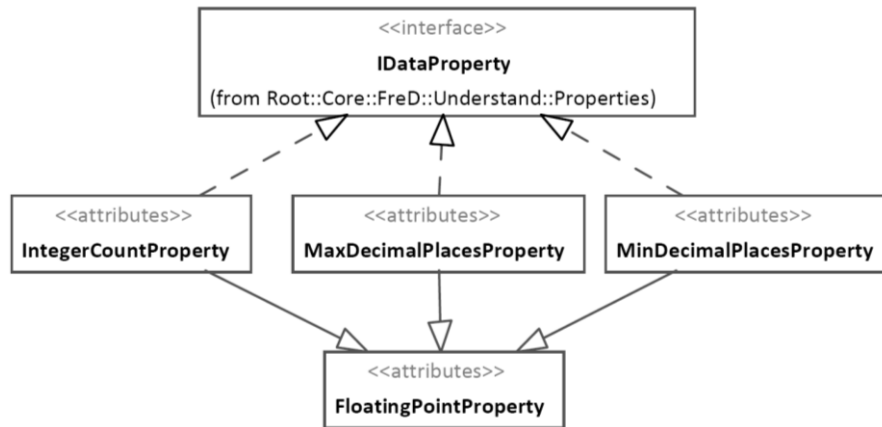 <<interface>>
IDataProperty
(from Root::Core::FreD::Understand::Properties)
<<attributes>>
IntegerCountProperty
<<attributes>>
MaxDecimalPlacesProperty
<<attributes>>
MinDecimalPlacesProperty
<<attributes>>
FloatingPointProperty